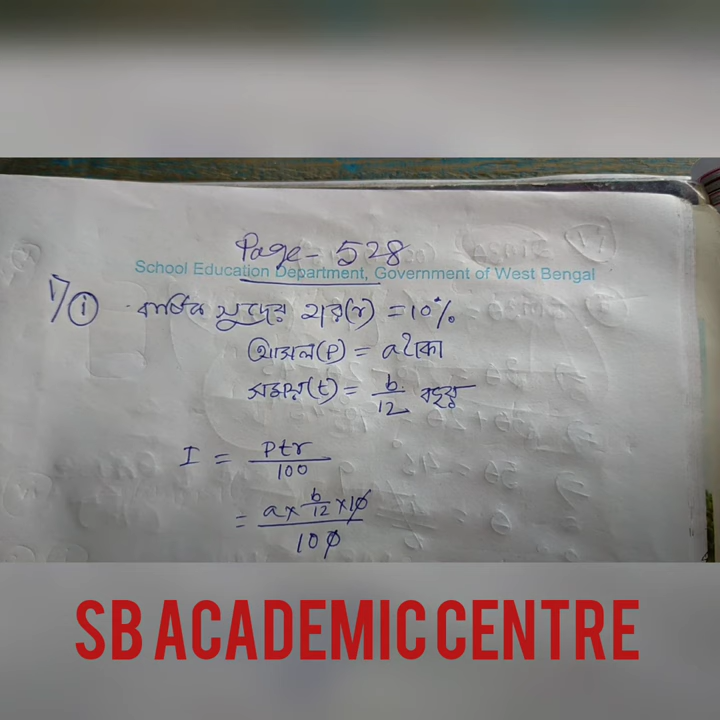 Page - 528
School Education Department, Government of West Bengal
1) i বার্ষিক সুদের হার(r) = 10%
আসল(P) = a টাকা
সময়(t) = b/12 বছর
I = Ptr/100
= a × b/12 × 10/100
SB ACADEMIC CENTRE